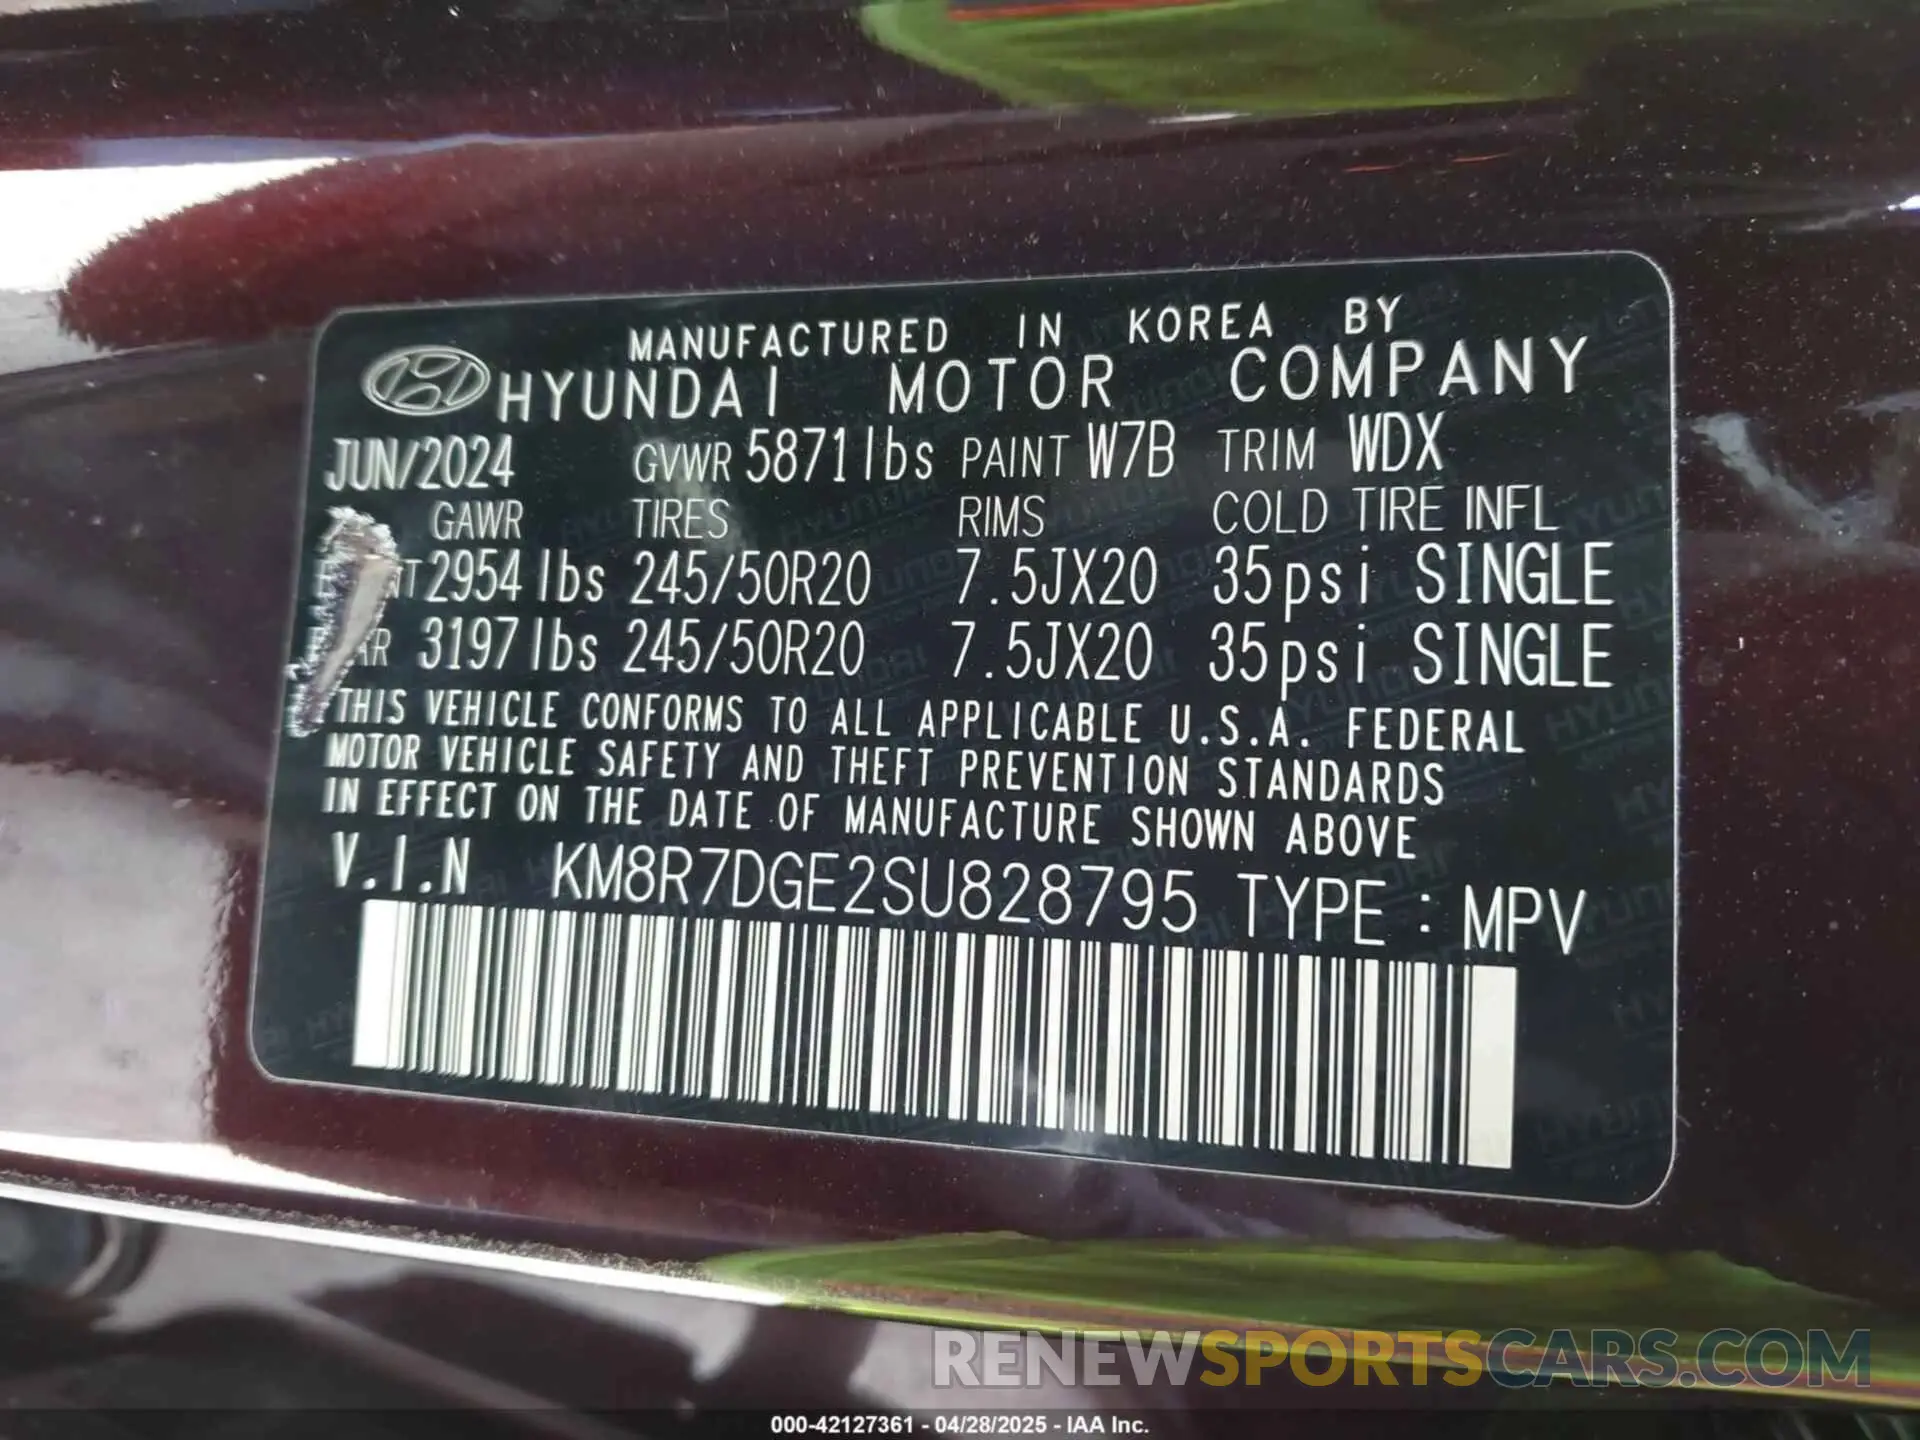 MANUFACTURED IN KOREA BY
HYUNDAI MOTOR COMPANY
JUN/2024 GVWR 5871lbs PAINT W7B TRIM WDX
GAWR TIRES RIMS COLD TIRE INFL
2954lbs 245/50R20 7.5JX20 35psi SINGLE
3197lbs 245/50R20 7.5JX20 35psi SINGLE
THIS VEHICLE CONFORMS TO ALL APPLICABLE U.S.A. FEDERAL
MOTOR VEHICLE SAFETY AND THEFT PREVENTION STANDARDS
IN EFFECT ON THE DATE OF MANUFACTURE SHOWN ABOVE
V.I.N KM8R7DGE2SU828795 TYPE : MPV
RENEWSPORTSCARS.COM
000-42127361 - 04/28/2025 - IAA Inc.